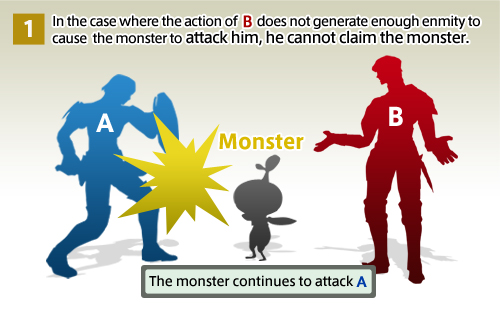 1 In the case where the action of B does not generate enough enmity to
cause the monster to attack him, he cannot claim the monster.
A
B
Monster
The monster continues to attack A